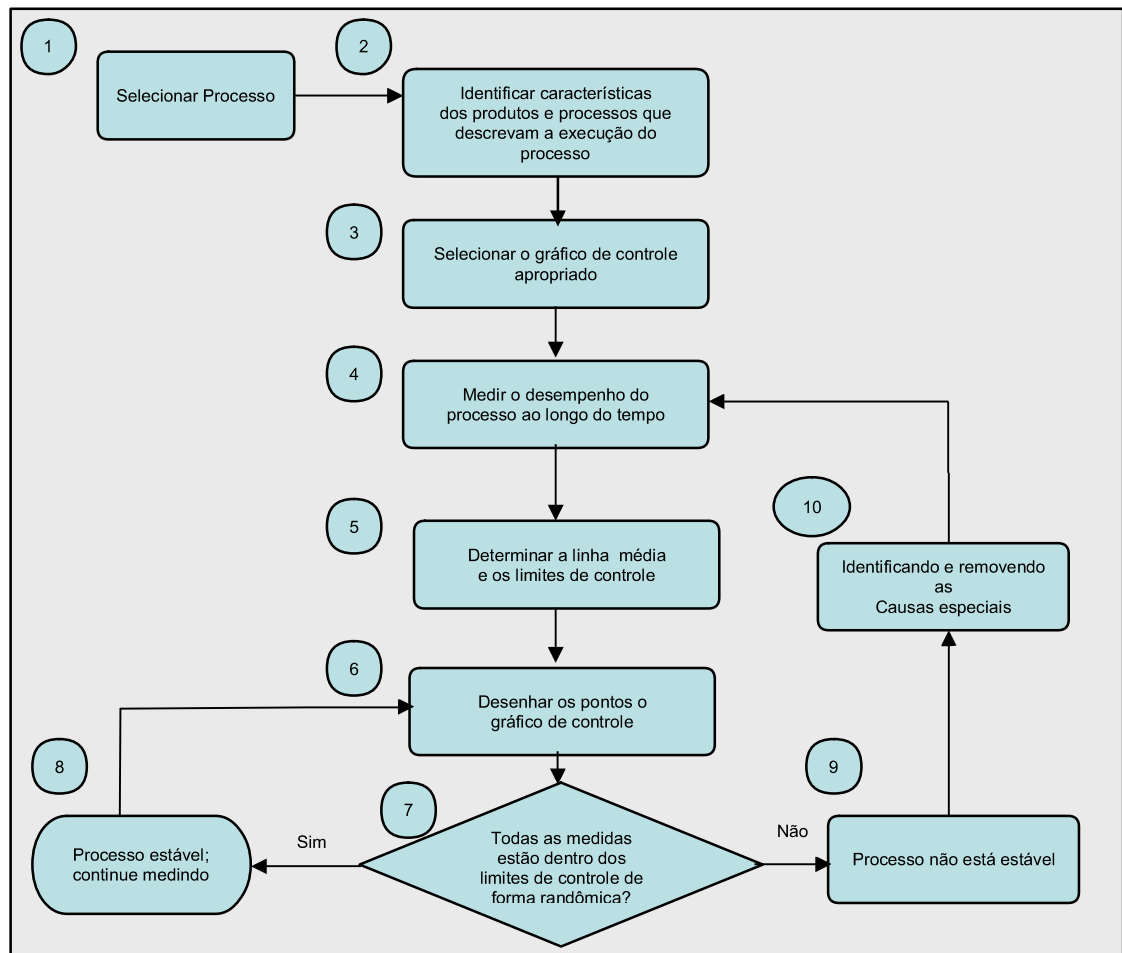 1
Selecionar Processo
2
Identificar características
dos produtos e processos que
descrevam a execução do
processo
3
Selecionar o gráfico de controle
apropriado
4
Medir o desempenho do
processo ao longo do tempo
5
Determinar a linha média
e os limites de controle
6
Desenhar os pontos o
gráfico de controle
7
Todas as medidas
estão dentro dos
limites de controle de
forma randômica?
Sim
8
Processo estável;
continue medindo
Não
9
Processo não está estável
10
Identificando e removendo
as
Causas especiais